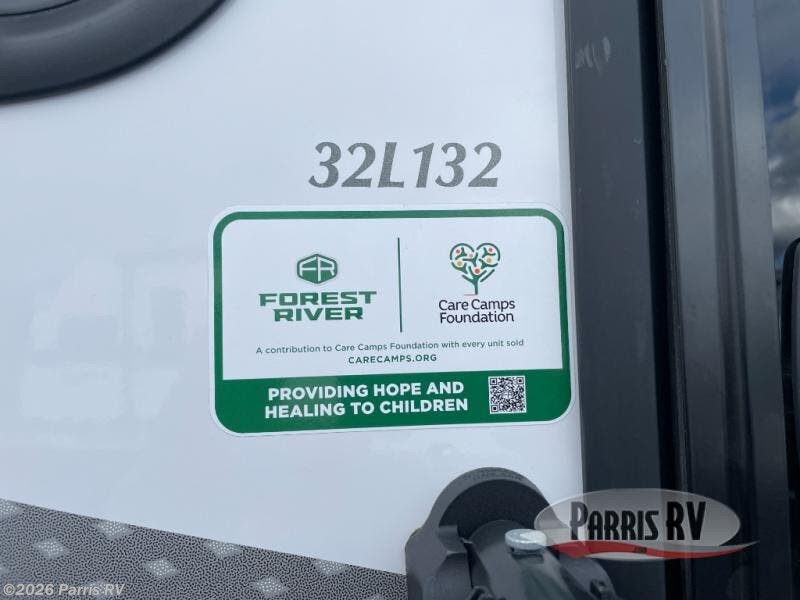 32L132
FR
FOREST
RIVER
Care Camps
Foundation
A contribution to Care Camps Foundation with every unit sold
CARECAMPS.ORG
PROVIDING HOPE AND
HEALING TO CHILDREN
PARRIS RV
©2026 Parris RV